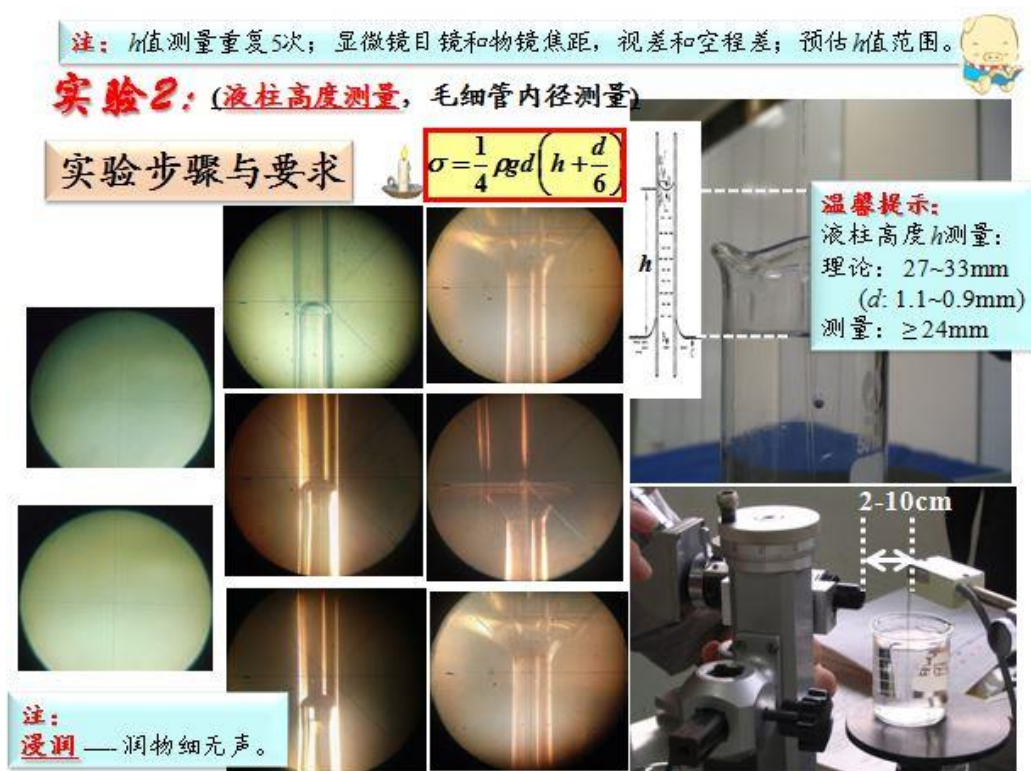 注：h值测量重复5次；显微镜目镜和物镜焦距，视差和空程差；预估h值范围。
实验2：(液柱高度测量，毛细管内径测量)
实验步骤与要求
σ=1/4 ρgd(h+d/6)
h
温馨提示：
液柱高度h测量：
理论：27~33mm
(d: 1.1~0.9mm)
测量：≥24mm
2-10cm
注：
浸润 — 润物细无声。